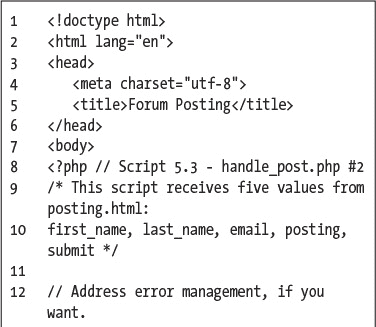 1 <!doctype html>
2 <html lang="en">
3 <head>
4 <meta charset="utf-8">
5 <title>Forum Posting</title>
6 </head>
7 <body>
8 <?php // Script 5.3 - handle_post.php #2
9 /* This script receives five values from
posting.html:
10 first_name, last_name, email, posting,
submit */
11
12 // Address error management, if you
want.